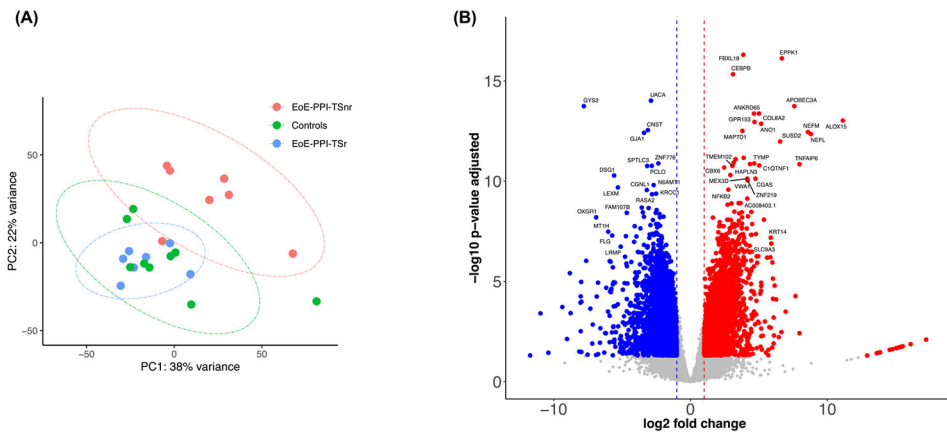 (A)
EoE-PPI-TSnr
Controls
EoE-PPI-TSr
PC2: 22% variance
50
0
−50
−50
0
50
PC1: 38% variance
(B)
−log10 p-value adjusted
15
10
5
0
−10
0
10
log2 fold change
FBXL18
EPPK1
CEBPB
GYS2
UACA
APOBEC3A
ANKRD65
COL6A2
GPR153
ALOX15
CNST
GJA1
MAP7D1
ANO1
NEFM
NEFL
SUSD2
ZNF776
SPTLC3
PCLO
TMEM102
TYMP
TNFAIP6
DSG1
CBX6
HAPLN3
C1QTNF1
CGNL1
N6AMT1
MEX3D
CGAS
LEXM
KRCC1
VWA1
ZNF219
RASA2
NFKB2
FAM107B
AC008403.1
OXGR1
MT1H
KRT14
FLG
SLC9A3
LRMP